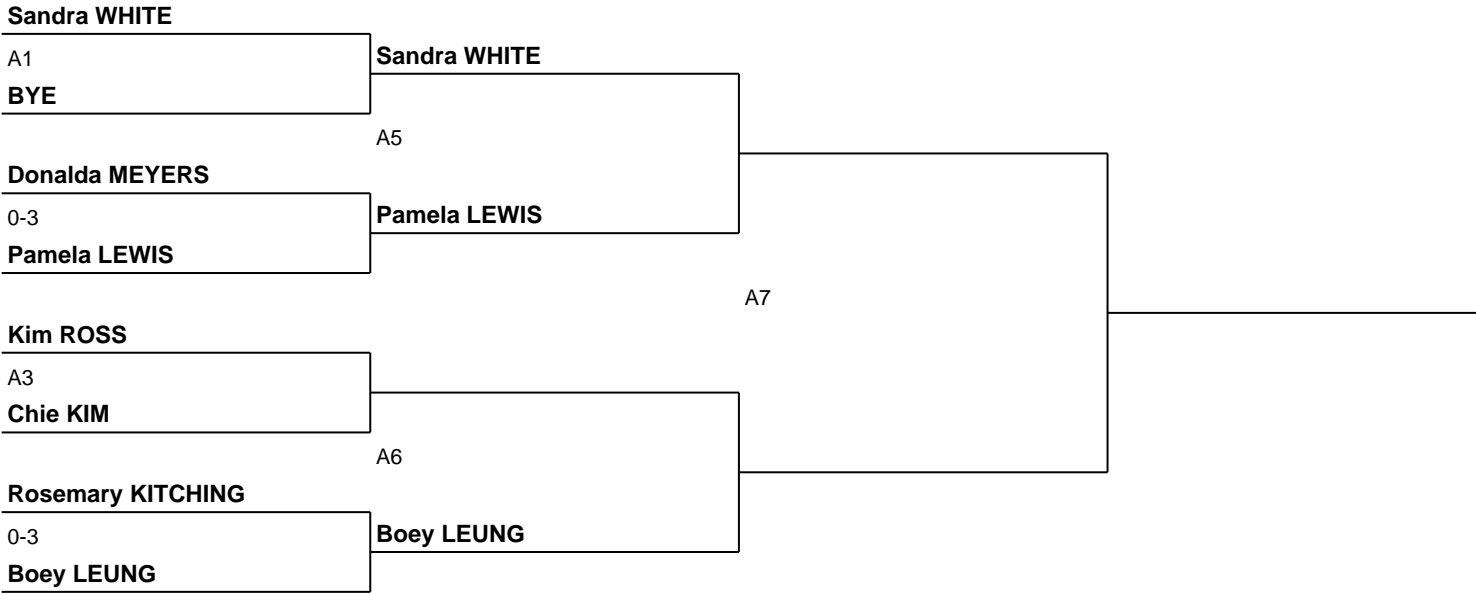 Sandra WHITE
A1
Sandra WHITE
BYE
A5
Donalda MEYERS
0-3
Pamela LEWIS
Pamela LEWIS
A7
Kim ROSS
A3
Chie KIM
A6
Rosemary KITCHING
0-3
Boey LEUNG
Boey LEUNG